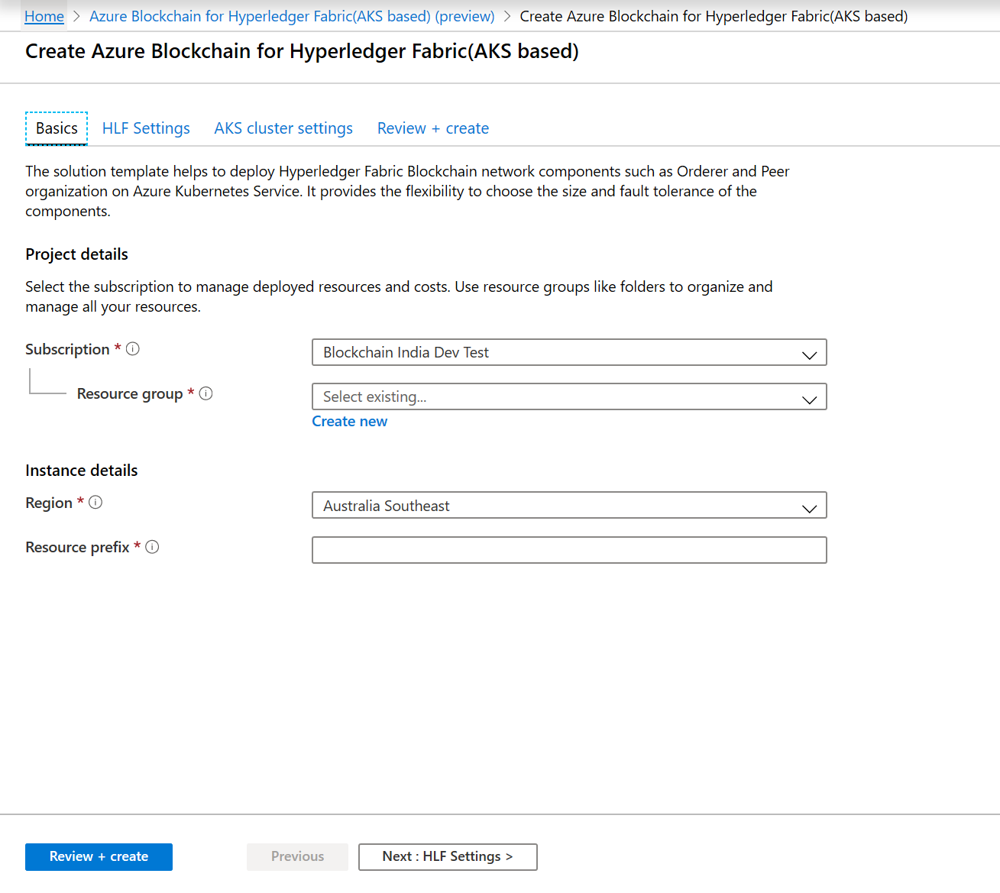 Home > Azure Blockchain for Hyperledger Fabric(AKS based) (preview) > Create Azure Blockchain for Hyperledger Fabric(AKS based)
Create Azure Blockchain for Hyperledger Fabric(AKS based)
Basics HLF Settings AKS cluster settings Review + create
The solution template helps to deploy Hyperledger Fabric Blockchain network components such as Orderer and Peer
organization on Azure Kubernetes Service. It provides the flexibility to choose the size and fault tolerance of the
components.
Project details
Select the subscription to manage deployed resources and costs. Use resource groups like folders to organize and
manage all your resources.
Subscription * Blockchain India Dev Test
Resource group * Select existing...
Create new
Instance details
Region * Australia Southeast
Resource prefix *
Review + create Previous Next : HLF Settings >